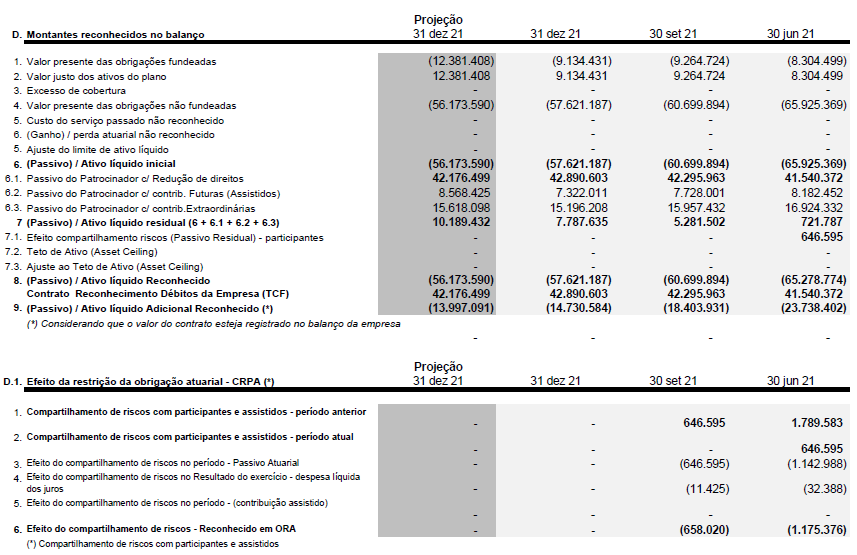 Projeção
D. Montantes reconhecidos no balanço 31 dez 21 31 dez 21 30 set 21 30 jun 21
1. Valor presente das obrigações fundeadas (12.381.408) (9.134.431) (9.264.724) (8.304.499)
2. Valor justo dos ativos do plano 12.381.408 9.134.431 9.264.724 8.304.499
3. Excesso de cobertura - - - -
4. Valor presente das obrigações não fundeadas (56.173.590) (57.621.187) (60.699.894) (65.925.369)
5. Custo do serviço passado não reconhecido - - - -
6. (Ganho) / perda atuarial não reconhecido - - - -
5. Ajuste do limite de ativo líquido - - - -
6. (Passivo) / Ativo líquido inicial (56.173.590) (57.621.187) (60.699.894) (65.925.369)
6.1. Passivo do Patrocinador c/ Redução de direitos 42.176.499 42.890.603 42.295.963 41.540.372
6.2. Passivo do Patrocinador c/ contrib. Futuras (Assistidos) 8.568.425 7.322.011 7.728.001 8.182.452
6.3. Passivo do Patrocinador c/ contrib.Extraordinárias 15.618.098 15.196.208 15.957.432 16.924.332
7 (Passivo) / Ativo líquido residual (6 + 6.1 + 6.2 + 6.3) 10.189.432 7.787.635 5.281.502 721.787
7.1. Efeito compartilhamento riscos (Passivo Residual) - participantes - - - 646.595
7.2. Teto de Ativo (Asset Ceiling) - - - -
7.3. Ajuste ao Teto de Ativo (Asset Ceiling) - - - -
8. (Passivo) / Ativo líquido Reconhecido (56.173.590) (57.621.187) (60.699.894) (65.278.774)
Contrato Reconhecimento Débitos da Empresa (TCF) 42.176.499 42.890.603 42.295.963 41.540.372
9. (Passivo) / Ativo líquido Adicional Reconhecido (*) (13.997.091) (14.730.584) (18.403.931) (23.738.402)
(*) Considerando que o valor do contrato esteja registrado no balanço da empresa
- - - -
Projeção
D.1. Efeito da restrição da obrigação atuarial - CRPA (*) 31 dez 21 31 dez 21 30 set 21 30 jun 21
1. Compartilhamento de riscos com participantes e assistidos - período anterior
- - 646.595 1.789.583
2. Compartilhamento de riscos com participantes e assistidos - período atual
- - - 646.595
3. Efeito do compartilhamento de riscos no período - Passivo Atuarial - - (646.595) (1.142.988)
4. Efeito do compartilhamento de riscos no Resultado do exercício - despesa líquida
dos juros - - (11.425) (32.388)
5. Efeito do compartilhamento de riscos no período - (contribuição assistido)
- - - -
6. Efeito do compartilhamento de riscos - Reconhecido em ORA - - (658.020) (1.175.376)
(*) Compartilhamento de riscos com participantes e assistidos